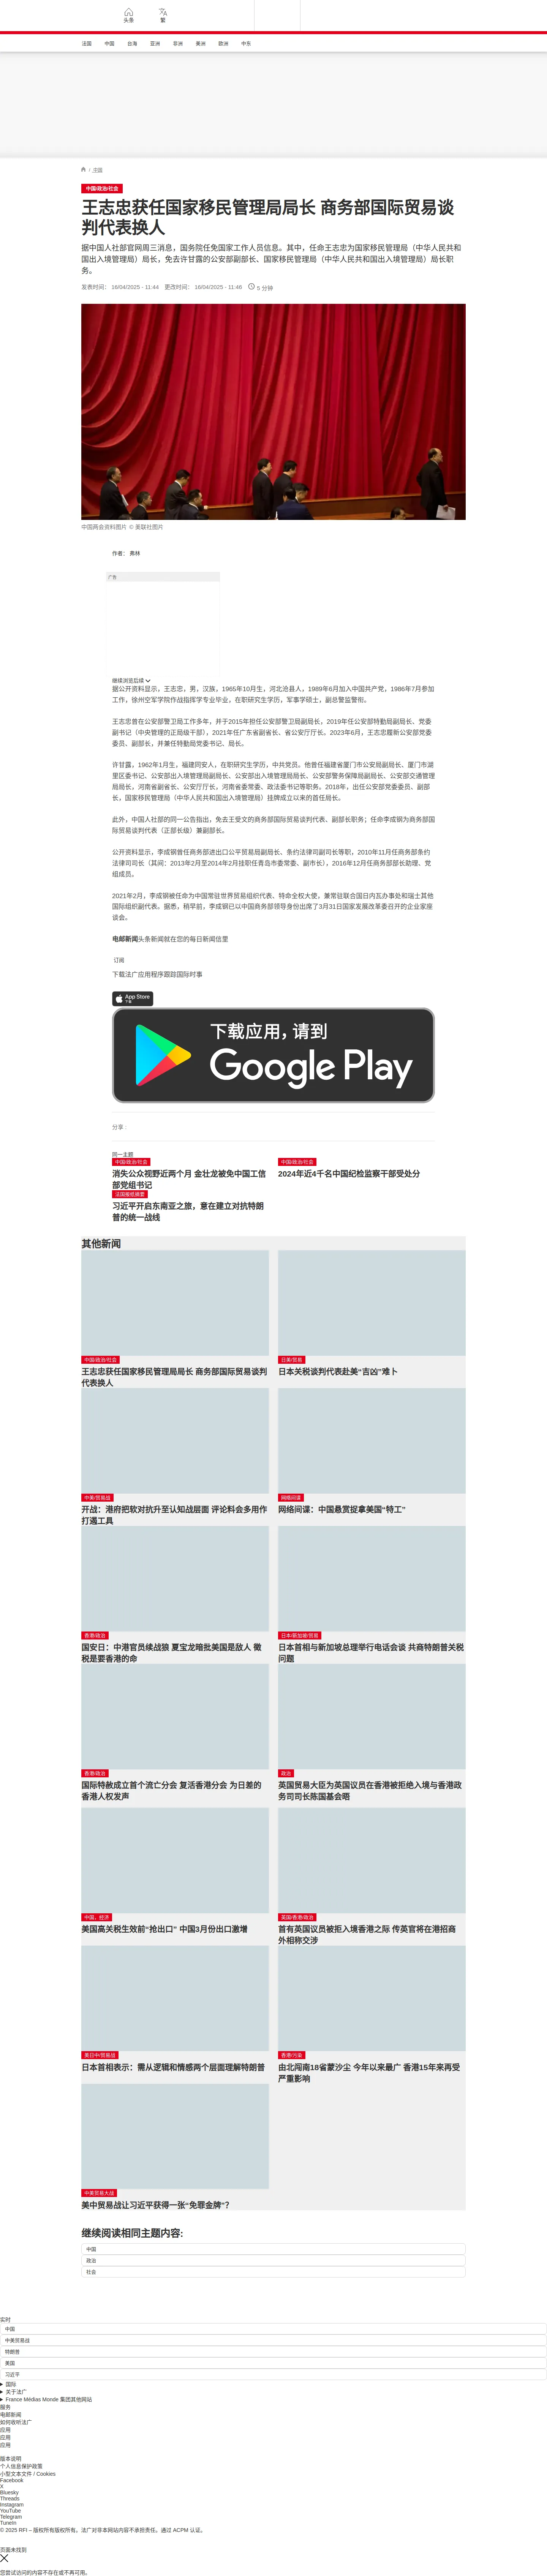 头条
繁
法国
中国
台海
亚洲
非洲
美洲
欧洲
中东
/ 中国
中国/政治/社会
王志忠获任国家移民管理局局长 商务部国际贸易谈
判代表换人
据中国人社部官网周三消息，国务院任免国家工作人员信息。其中，任命王志忠为国家移民管理局（中华人民共和
国出入境管理局）局长，免去许甘露的公安部副部长、国家移民管理局（中华人民共和国出入境管理局）局长职
务。
发表时间： 16/04/2025 - 11:44 更改时间： 16/04/2025 - 11:46 5 分钟
中国两会资料图片 © 美联社图片
作者： 弗林
广告
继续浏览后续
据公开资料显示，王志忠，男，汉族，1965年10月生，河北沧县人，1989年6月加入中国共产党，1986年7月参加
工作，徐州空军学院作战指挥学专业毕业，在职研究生学历，军事学硕士，副总警监警衔。
王志忠曾在公安部警卫局工作多年，并于2015年担任公安部警卫局副局长，2019年任公安部特勤局副局长、党委
副书记（中央管理的正局级干部），2021年任广东省副省长、省公安厅厅长。2023年6月，王志忠履新公安部党委
委员、副部长，并兼任特勤局党委书记、局长。
许甘露，1962年1月生，福建同安人，在职研究生学历，中共党员。他曾任福建省厦门市公安局副局长、厦门市湖
里区委书记、公安部出入境管理局副局长、公安部出入境管理局局长、公安部警务保障局副局长、公安部交通管理
局局长，河南省副省长、公安厅厅长，河南省委常委、政法委书记等职务。2018年，出任公安部党委委员、副部
长，国家移民管理局（中华人民共和国出入境管理局）挂牌成立以来的首任局长。
此外，中国人社部的同一公告指出，免去王受文的商务部国际贸易谈判代表、副部长职务；任命李成钢为商务部国
际贸易谈判代表（正部长级）兼副部长。
公开资料显示，李成钢曾任商务部进出口公平贸易局副局长、条约法律司副司长等职，2010年11月任商务部条约
法律司司长（其间：2013年2月至2014年2月挂职任青岛市委常委、副市长），2016年12月任商务部部长助理、党
组成员。
2021年2月，李成钢被任命为中国常驻世界贸易组织代表、特命全权大使，兼常驻联合国日内瓦办事处和瑞士其他
国际组织副代表。据悉，稍早前，李成钢已以中国商务部领导身份出席了3月31日国家发展改革委召开的企业家座
谈会。
电邮新闻头条新闻就在您的每日新闻信里
订阅
下载法广应用程序跟踪国际时事
App Store
下载
下载应用，请到
Google Play
分享 :
同一主题
中国/政治/社会
消失公众视野近两个月 金壮龙被免中国工信
部党组书记
中国/政治/社会
2024年近4千名中国纪检监察干部受处分
法国报纸摘要
习近平开启东南亚之旅，意在建立对抗特朗
普的统一战线
其他新闻
中国/政治/社会
王志忠获任国家移民管理局局长 商务部国际贸易谈判
代表换人
日美/贸易
日本关税谈判代表赴美“吉凶”难卜
中美/贸易战
开战：港府把软对抗升至认知战层面 评论料会多用作
打遏工具
网络间谍
网络间谍：中国悬赏捉拿美国“特工”
香港/政治
国安日：中港官员续战狼 夏宝龙暗批美国是敌人 徵
税是要香港的命
日本/新加坡/贸易
日本首相与新加坡总理举行电话会谈 共商特朗普关税
问题
香港/政治
国际特赦成立首个流亡分会 复活香港分会 为日差的
香港人权发声
政治
英国贸易大臣为英国议员在香港被拒绝入境与香港政
务司司长陈国基会晤
中国，经济
美国高关税生效前“抢出口” 中国3月份出口激增
英国/香港/政治
首有英国议员被拒入境香港之际 传英官将在港招商
外相称交涉
美日中/贸易战
日本首相表示：需从逻辑和情感两个层面理解特朗普
香港/污染
由北闯南18省蒙沙尘 今年以来最广 香港15年来再受
严重影响
中美贸易大战
美中贸易战让习近平获得一张“免罪金牌”？
继续阅读相同主题内容:
中国
政治
社会
实时
中国
中美贸易战
特朗普
美国
习近平
国际
关于法广
France Médias Monde 集团其他网站
服务
电邮新闻
如何收听法广
应用
应用
应用
版本说明
个人信息保护政策
小型文本文件 / Cookies
Facebook
X
Bluesky
Threads
Instagram
YouTube
Telegram
TuneIn
© 2025 RFI – 版权所有版权所有。法广对非本网站内容不承担责任。通过 ACPM 认证。
页面未找到
您尝试访问的内容不存在或不再可用。